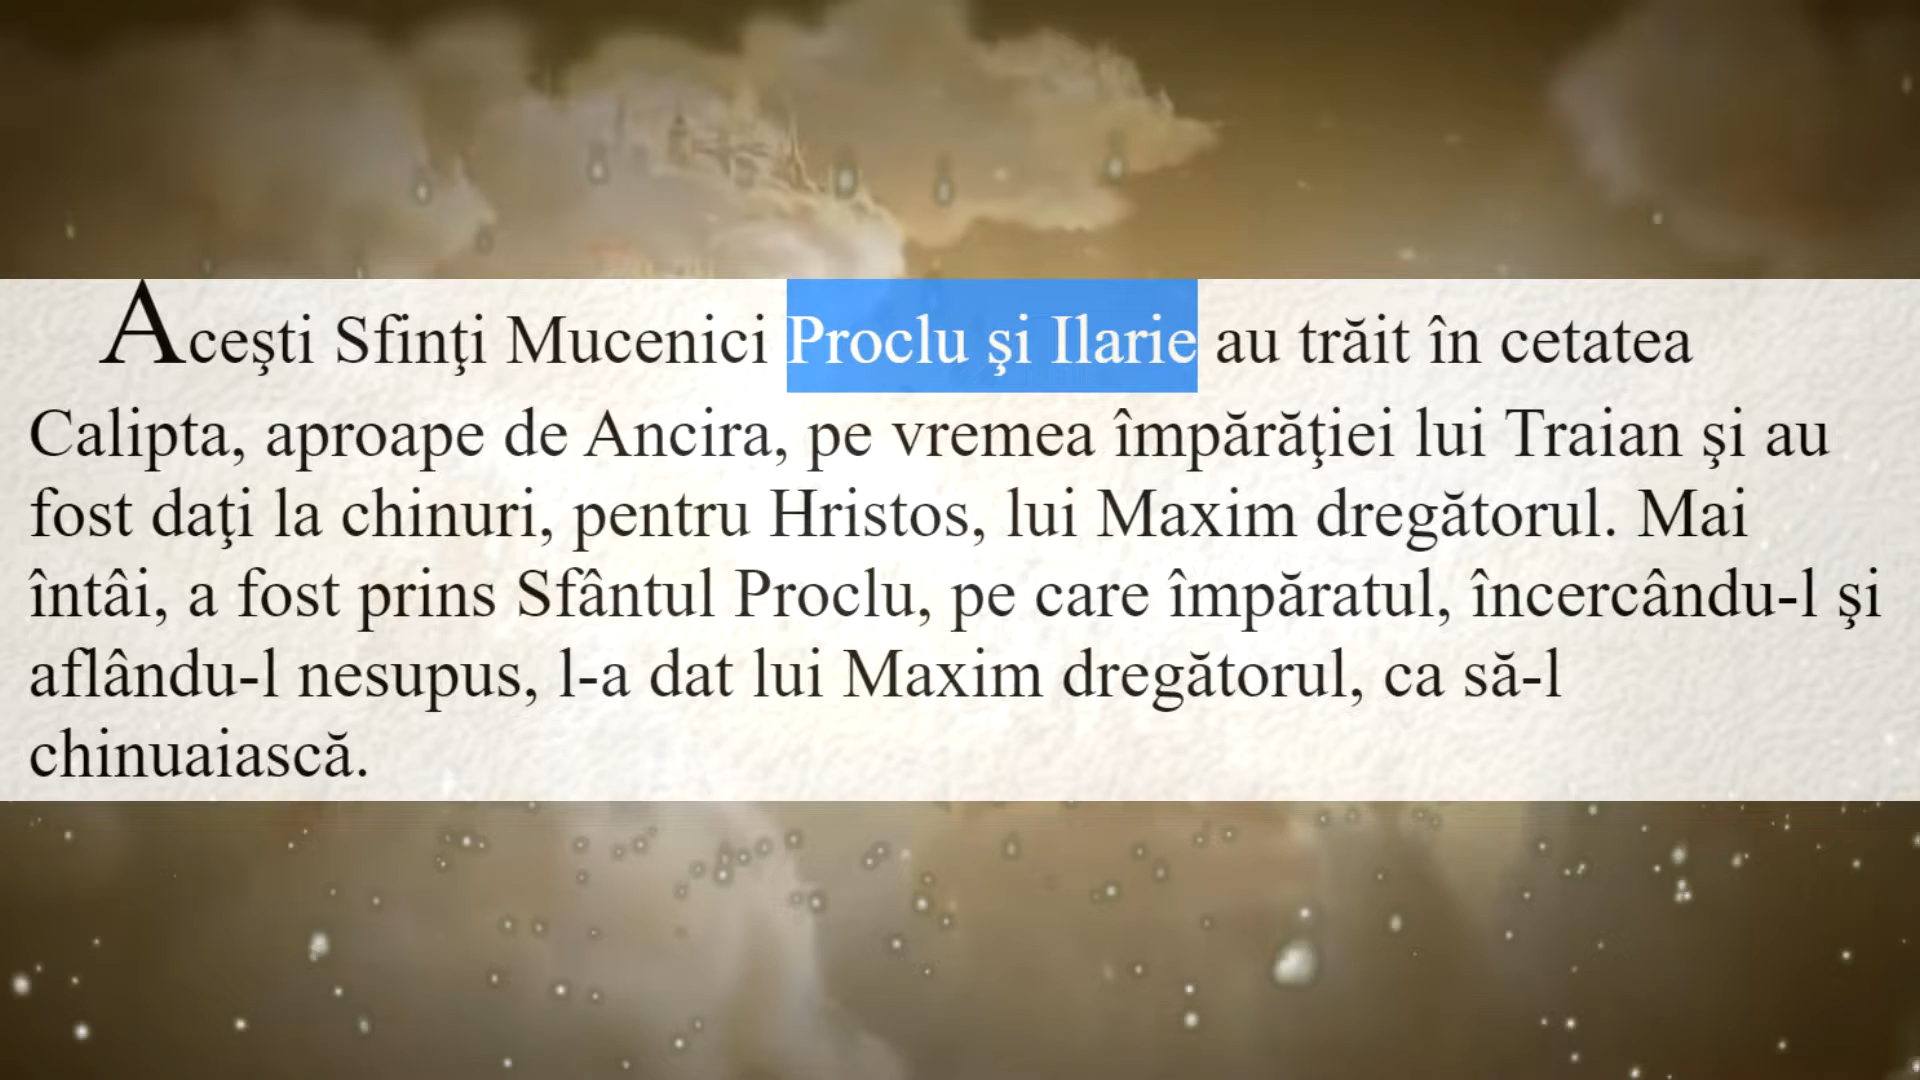 Aceşti Sfinţi Mucenici Proclu şi Ilarie au trăit în cetatea
Calipta, aproape de Ancira, pe vremea împărăţiei lui Traian şi au
fost daţi la chinuri, pentru Hristos, lui Maxim dregătorul. Mai
întâi, a fost prins Sfântul Proclu, pe care împăratul, încercându-l şi
aflându-l nesupus, l-a dat lui Maxim dregătorul, ca să-l
chinuaiască.